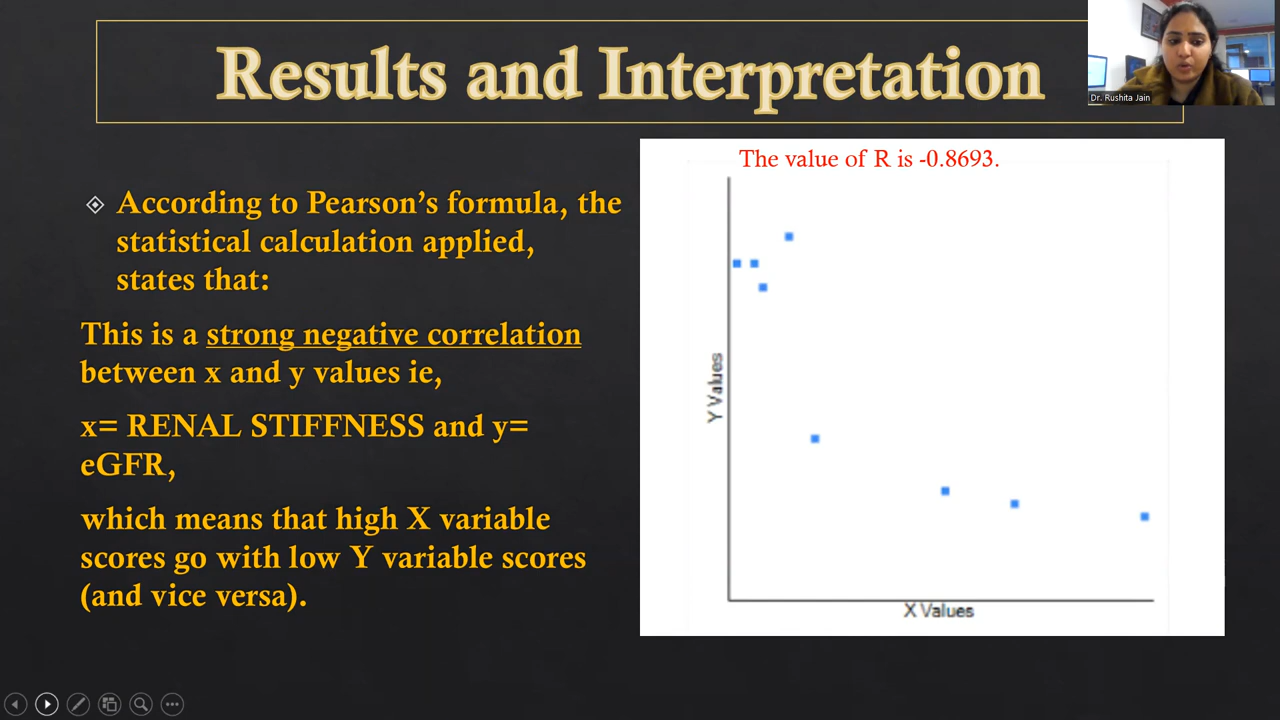 Results and Interpretation
Dr. Rushita Jain
According to Pearson’s formula, the
statistical calculation applied,
states that:
This is a strong negative correlation
between x and y values ie,
x= RENAL STIFFNESS and y=
eGFR,
which means that high X variable
scores go with low Y variable scores
(and vice versa).
The value of R is -0.8693.
Y Values
X Values